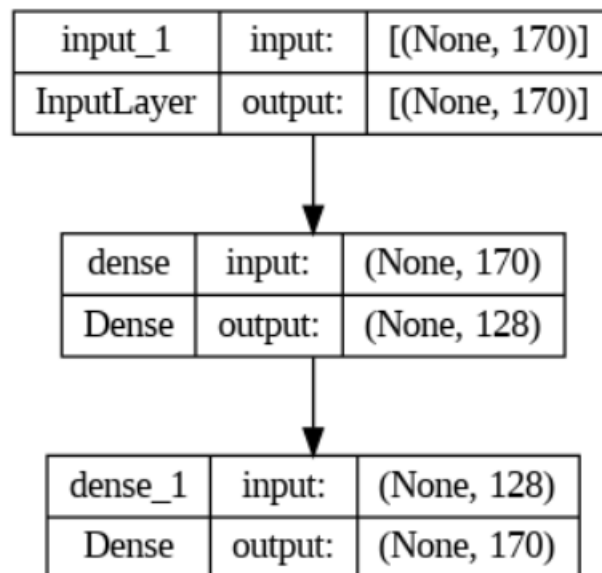 input_1 input: [(None, 170)]
InputLayer output: [(None, 170)]
dense input: (None, 170)
Dense output: (None, 128)
dense_1 input: (None, 128)
Dense output: (None, 170)